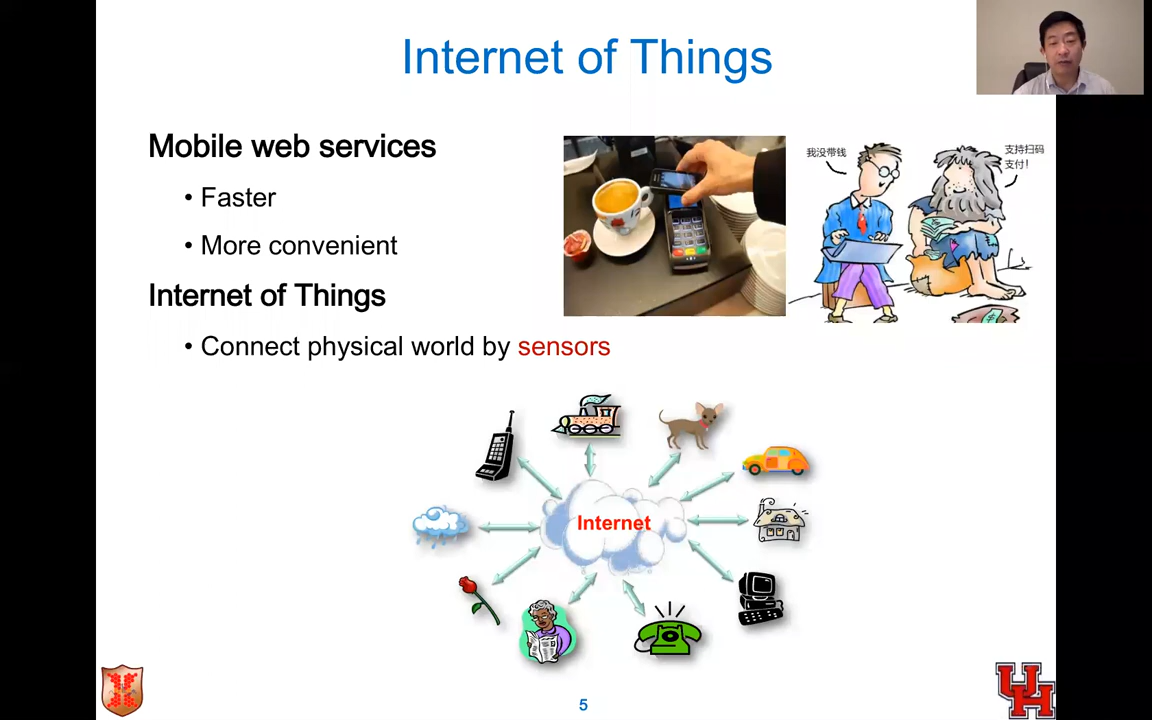 Internet of Things
Mobile web services
• Faster
• More convenient
我没带钱
支持扫码
支付!
Internet of Things
• Connect physical world by sensors
Internet
5
UH